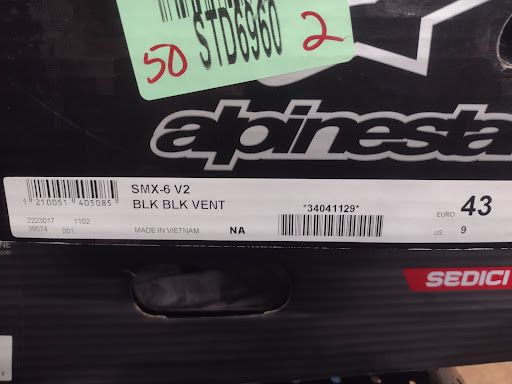 STD6960
50
2
alpinesta
SMX-6 V2
BLK BLK VENT
1 210051 405085
*34041129*
EURO 43
2223017 1102
39574 001
MADE IN VIETNAM
NA
US 9
SEDICI